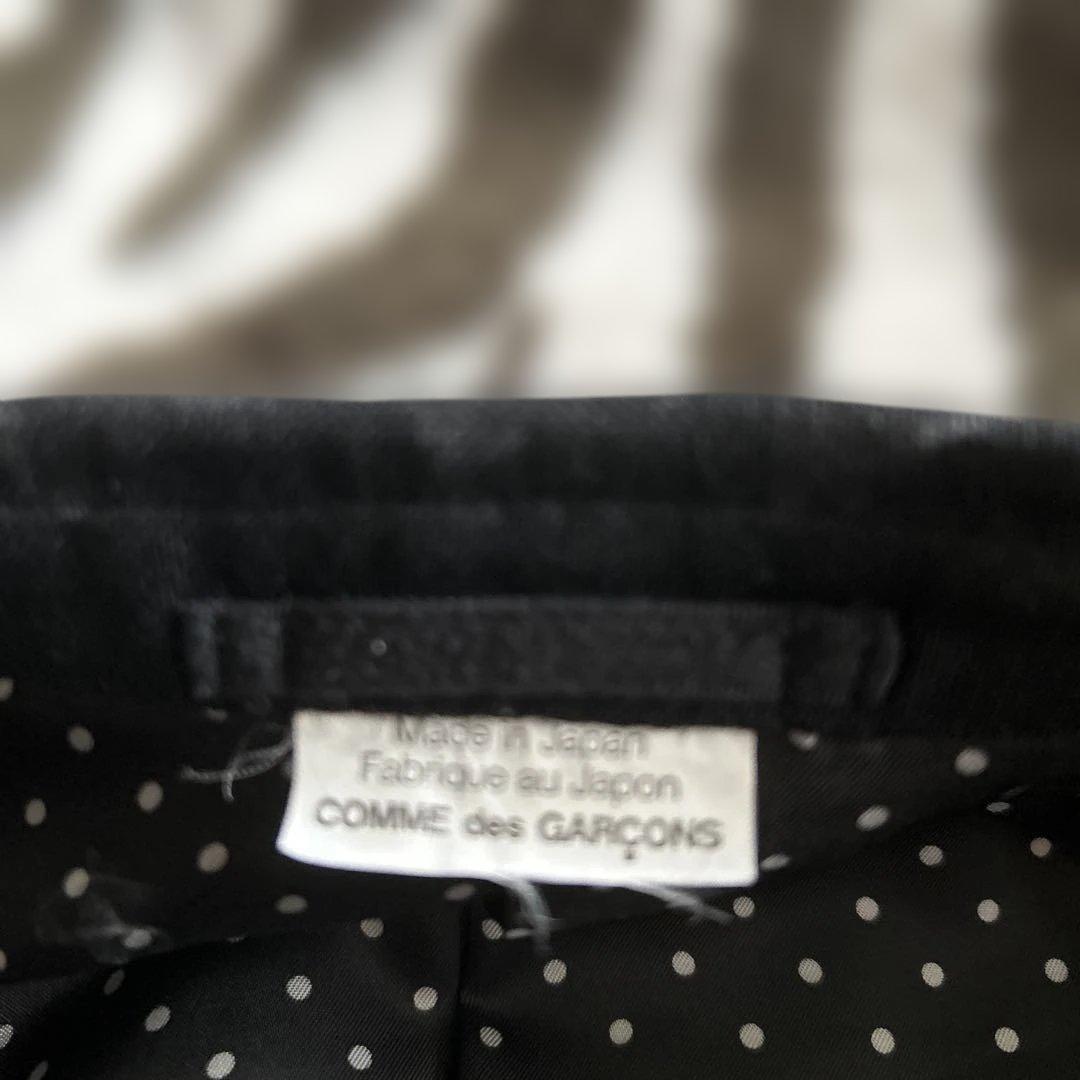 Made in Japan
Fabrique au Japon
COMME des GARÇONS